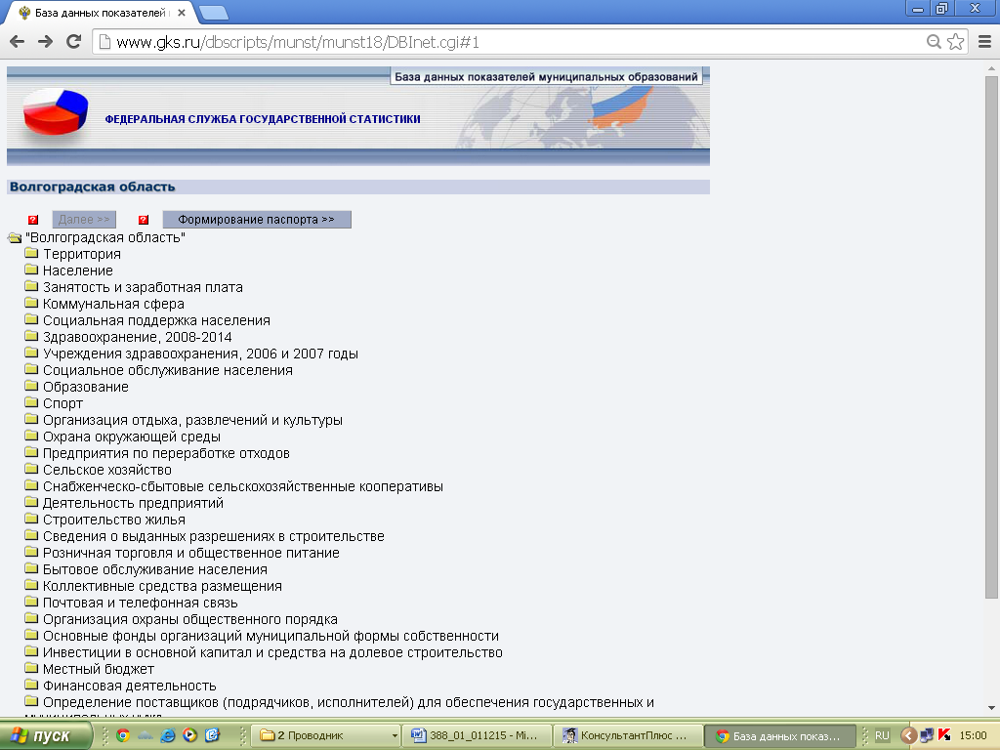 База данных показателей
www.gks.ru/dbscripts/munst/munst18/DBInet.cgi#1
База данных показателей муниципальных образований
ФЕДЕРАЛЬНАЯ СЛУЖБА ГОСУДАРСТВЕННОЙ СТАТИСТИКИ
Волгоградская область
? Далее >> ? Формирование паспорта >>
"Волгоградская область"
Территория
Население
Занятость и заработная плата
Коммунальная сфера
Социальная поддержка населения
Здравоохранение, 2008-2014
Учреждения здравоохранения, 2006 и 2007 годы
Социальное обслуживание населения
Образование
Спорт
Организация отдыха, развлечений и культуры
Охрана окружающей среды
Предприятия по переработке отходов
Сельское хозяйство
Снабженческо-сбытовые сельскохозяйственные кооперативы
Деятельность предприятий
Строительство жилья
Сведения о выданных разрешениях в строительстве
Розничная торговля и общественное питание
Бытовое обслуживание населения
Коллективные средства размещения
Почтовая и телефонная связь
Организация охраны общественного порядка
Основные фонды организаций муниципальной формы собственности
Инвестиции в основной капитал и средства на долевое строительство
Местный бюджет
Финансовая деятельность
Определение поставщиков (подрядчиков, исполнителей) для обеспечения государственных и
пуск 2 Проводник 388_01_011215 - Mi... КонсультантПлюс ... База данных показ... RU 15:00